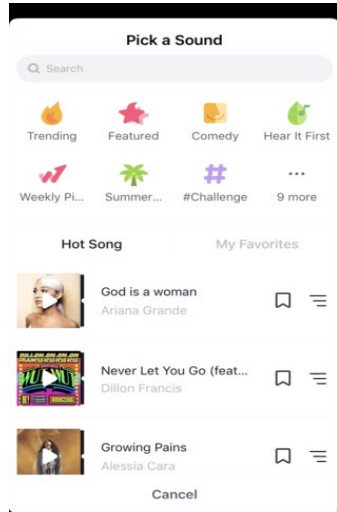 Pick a Sound
Search
Trending Featured Comedy Hear It First
Weekly Pi... Summer... #Challenge 9 more
Hot Song My Favorites
God is a woman
Ariana Grande
Never Let You Go (feat...
Dillon Francis
Growing Pains
Alessia Cara
Cancel